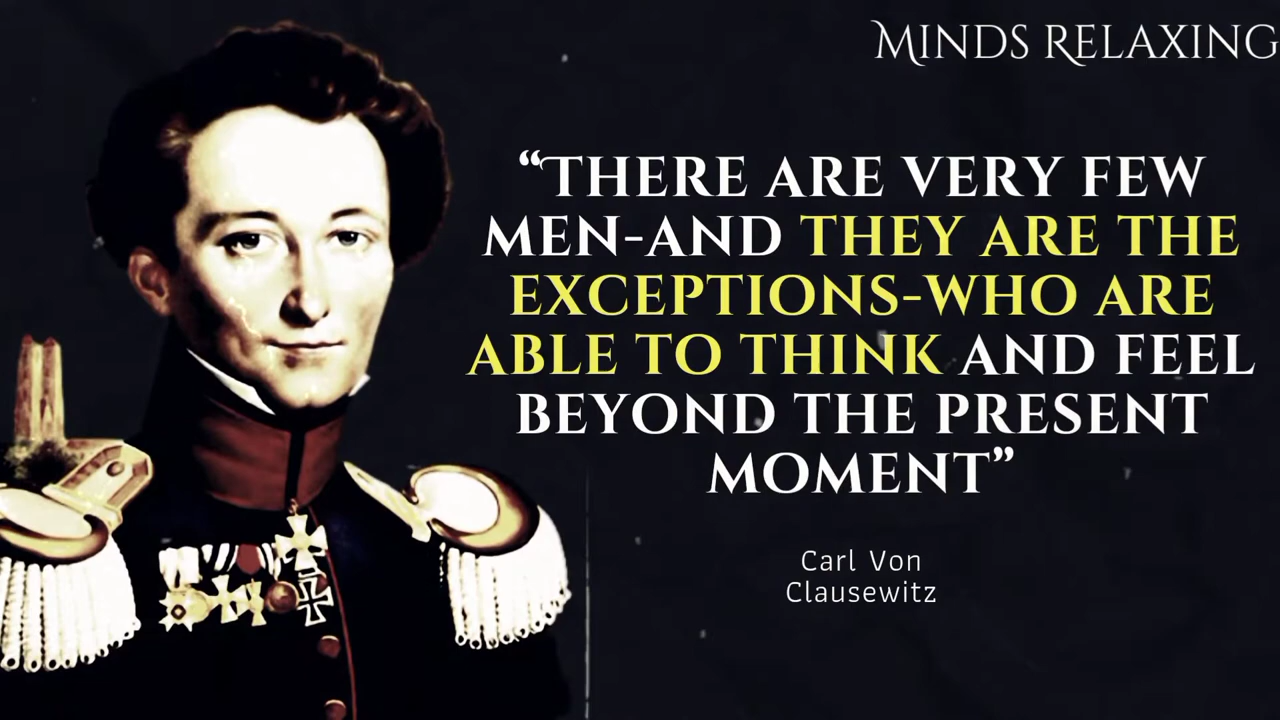 MINDS RELAXING
“THERE ARE VERY FEW
MEN-AND THEY ARE THE
EXCEPTIONS-WHO ARE
ABLE TO THINK AND FEEL
BEYOND THE PRESENT
MOMENT”
Carl Von
Clausewitz